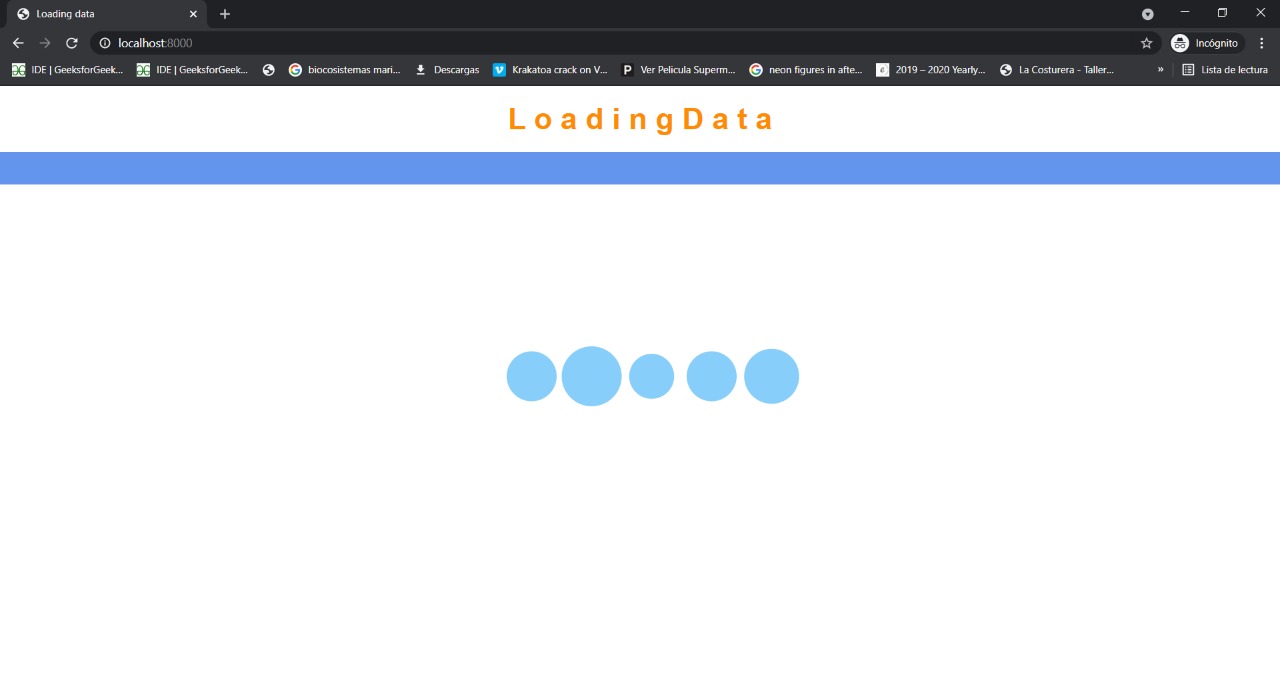 Loading data
localhost:8000
Incógnito
IDE | GeeksforGeek... IDE | GeeksforGeek... biocosistemas mari... Descargas Krakatoa crack on V... Ver Pelicula Superm... neon figures in afte... 2019 – 2020 Yearly... La Costurera - Taller... » Lista de lectura
L o a d i n g D a t a